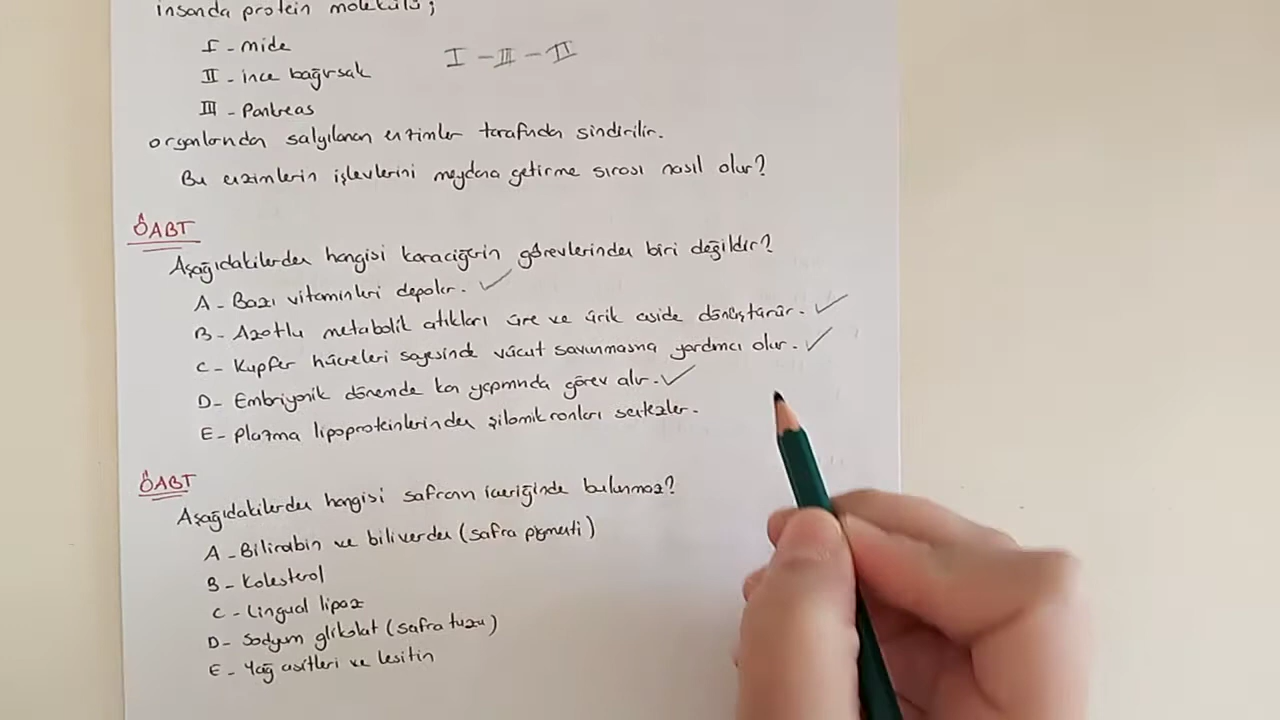 insanda protein molekülü;
I - mide
I - III - II
II - ince bağırsak
III - Pankreas
organlarından salgılanan enzimler tarafından sindirilir.
Bu enzimlerin işlevlerini meydana getirme sırası nasıl olur?
ÖABT
Aşağıdakilerden hangisi karaciğerin görevlerinden biri değildir?
A - Bazı vitaminleri depolar.
B - Azotlu metabolik atıkları üre ve ürik aside dönüştürür.
C - Kupfer hücreleri sayesinde vücut savunmasına yardımcı olur.
D - Embriyonik dönemde kan yapımında görev alır.
E - Plazma lipoproteinlerinden şilomikronları sentezler.
ÖABT
Aşağıdakilerden hangisi safranın içeriğinde bulunmaz?
A - Bilirubin ve biliverden (safra pigmenti)
B - Kolesterol
C - Lingual lipaz
D - Sodyum glikolat (safra tuzu)
E - Yağ asitleri ve lesitin